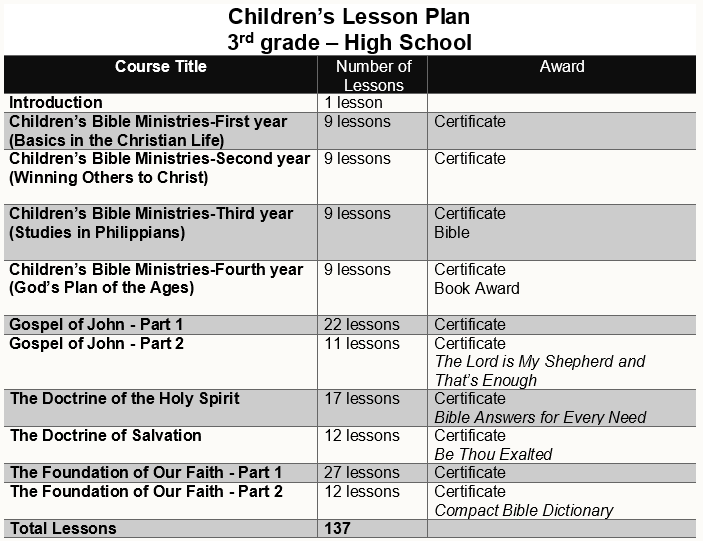 Children's Lesson Plan
3rd grade – High School
Course Title Number of Lessons Award
Introduction 1 lesson
Children's Bible Ministries-First year 9 lessons Certificate
(Basics in the Christian Life)
Children's Bible Ministries-Second year 9 lessons Certificate
(Winning Others to Christ)
Children's Bible Ministries-Third year 9 lessons Certificate
(Studies in Philippians) Bible
Children's Bible Ministries-Fourth year 9 lessons Certificate
(God's Plan of the Ages) Book Award
Gospel of John - Part 1 22 lessons Certificate
Gospel of John - Part 2 11 lessons Certificate
The Lord is My Shepherd and
That's Enough
The Doctrine of the Holy Spirit 17 lessons Certificate
Bible Answers for Every Need
The Doctrine of Salvation 12 lessons Certificate
Be Thou Exalted
The Foundation of Our Faith - Part 1 27 lessons Certificate
The Foundation of Our Faith - Part 2 12 lessons Certificate
Compact Bible Dictionary
Total Lessons 137